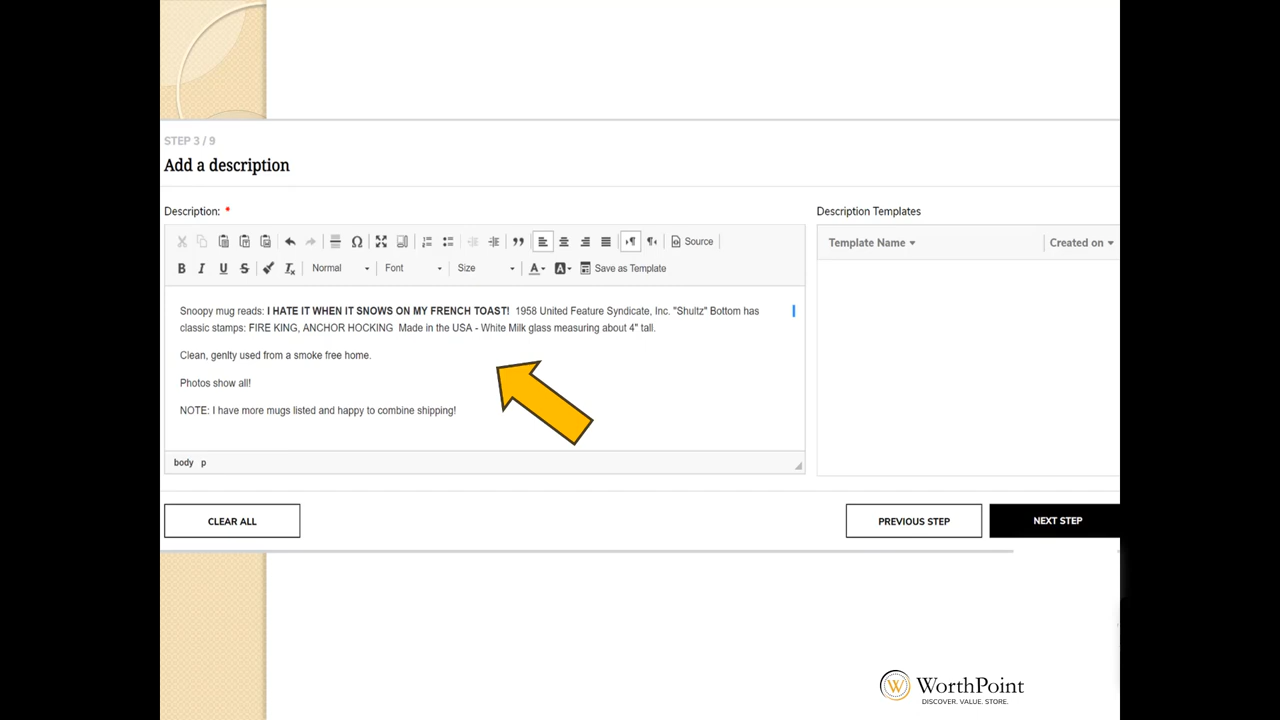 STEP 3 / 9
Add a description
Description: *
Description Templates
Source
Template Name
Created on
B I U S
Normal
Font
Size
A
A
Save as Template
Snoopy mug reads: I HATE IT WHEN IT SNOWS ON MY FRENCH TOAST! 1958 United Feature Syndicate, Inc. "Shultz" Bottom has
classic stamps: FIRE KING, ANCHOR HOCKING Made in the USA - White Milk glass measuring about 4" tall.
Clean, genlty used from a smoke free home.
Photos show all!
NOTE: I have more mugs listed and happy to combine shipping!
body p
CLEAR ALL
PREVIOUS STEP
NEXT STEP
W WorthPoint
DISCOVER. VALUE. STORE.